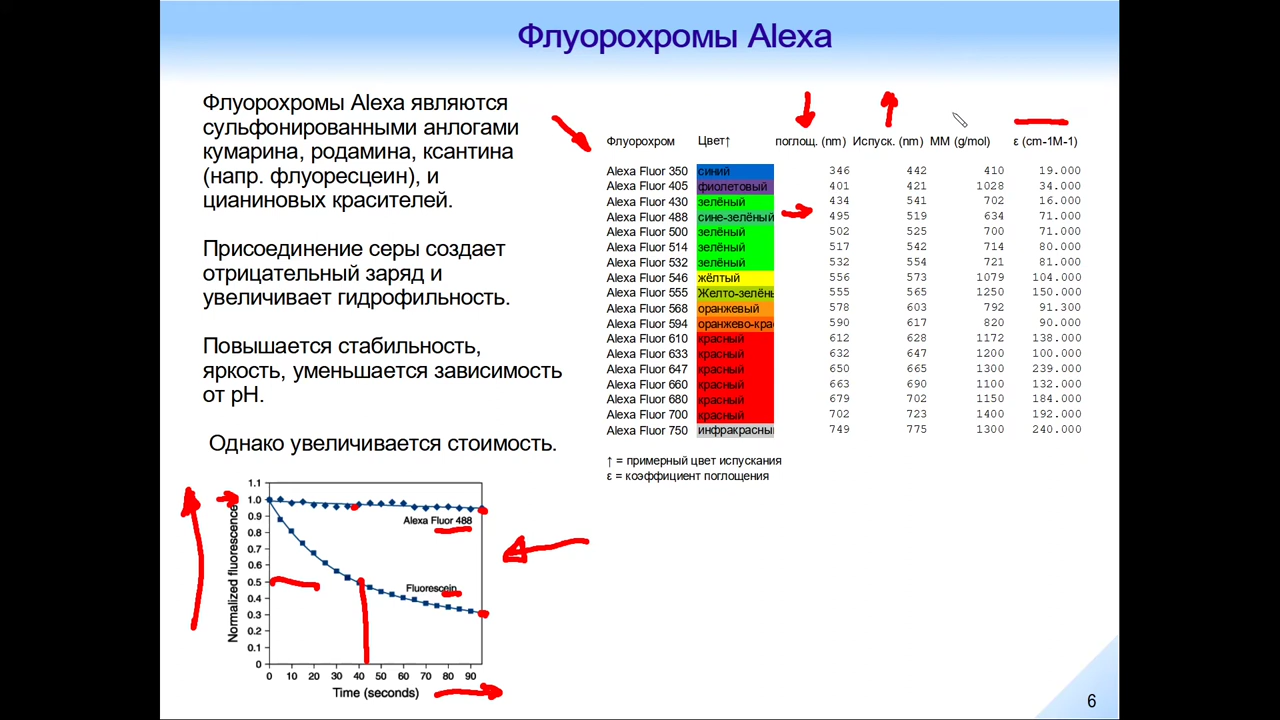 Флуорохромы Alexa
Флуорохромы Alexa являются
сульфонированными анлогами
кумарина, родамина, ксантина
(напр. флуоресцеин), и
цианиновых красителей.
Присоединение серы создает
отрицательный заряд и
увеличивает гидрофильность.
Повышается стабильность,
яркость, уменьшается зависимость
от pH.
Однако увеличивается стоимость.
Флуорохром Цвет↑ поглощ. (nm) Испуск. (nm) MM (g/mol) ε (cm-1M-1)
Alexa Fluor 350 синий 346 442 410 19.000
Alexa Fluor 405 фиолетовый 401 421 1028 34.000
Alexa Fluor 430 зелёный 434 541 702 16.000
Alexa Fluor 488 сине-зелёный 495 519 634 71.000
Alexa Fluor 500 зелёный 502 525 700 71.000
Alexa Fluor 514 зелёный 517 542 714 80.000
Alexa Fluor 532 зелёный 532 554 721 81.000
Alexa Fluor 546 жёлтый 556 573 1079 104.000
Alexa Fluor 555 Желто-зелёны 555 565 1250 150.000
Alexa Fluor 568 оранжевый 578 603 792 91.300
Alexa Fluor 594 оранжево-крас 590 617 820 90.000
Alexa Fluor 610 красный 612 628 1172 138.000
Alexa Fluor 633 красный 632 647 1200 100.000
Alexa Fluor 647 красный 650 665 1300 239.000
Alexa Fluor 660 красный 663 690 1100 132.000
Alexa Fluor 680 красный 679 702 1150 184.000
Alexa Fluor 700 красный 702 723 1400 192.000
Alexa Fluor 750 инфракрасны 749 775 1300 240.000
↑ = примерный цвет испускания
ε = коэффициент поглощения
Normalized fluorescence
1.1
1.0
0.9
0.8
0.7
0.6
0.5
0.4
0.3
0.2
0.1
0
Alexa Fluor 488
Fluorescein
0 10 20 30 40 50 60 70 80 90
Time (seconds)
6